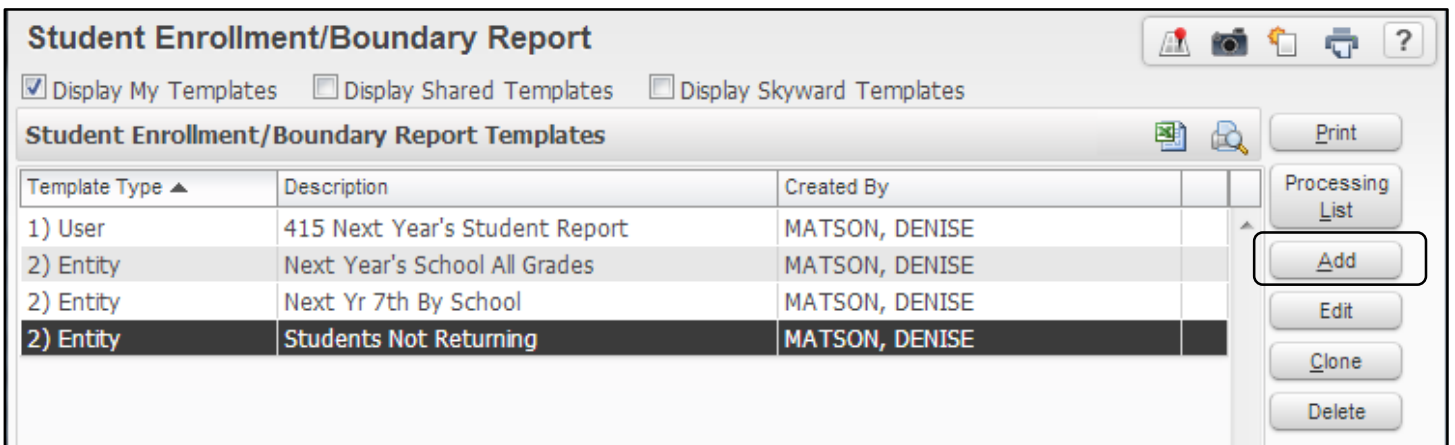 Student Enrollment/Boundary Report ?
Display My Templates Display Shared Templates Display Skyward Templates
Student Enrollment/Boundary Report Templates
Print
Template Type ▲ Description Created By
Processing
List
1) User 415 Next Year's Student Report MATSON, DENISE
2) Entity Next Year's School All Grades MATSON, DENISE
Add
2) Entity Next Yr 7th By School MATSON, DENISE
Edit
2) Entity Students Not Returning MATSON, DENISE
Clone
Delete